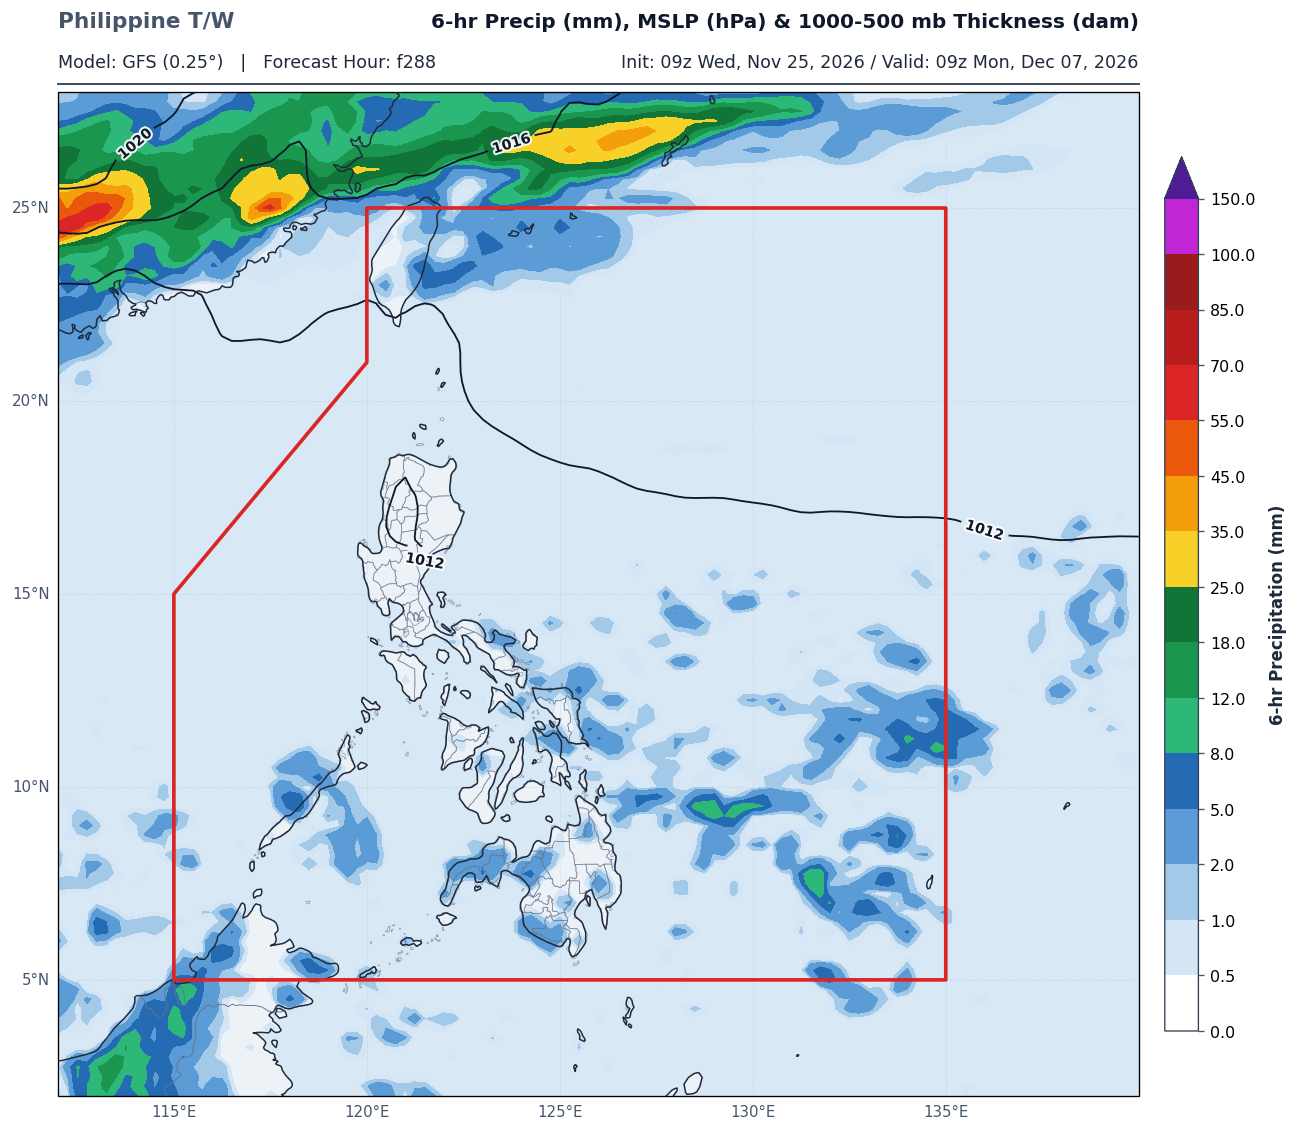 Philippine T/W
6-hr Precip (mm), MSLP (hPa) & 1000-500 mb Thickness (dam)
Model: GFS (0.25°) | Forecast Hour: f288
Init: 09z Wed, Nov 25, 2026 / Valid: 09z Mon, Dec 07, 2026
1020
1016
1012
1012
25°N
20°N
15°N
10°N
5°N
115°E
120°E
125°E
130°E
135°E
150.0
100.0
85.0
70.0
55.0
45.0
35.0
25.0
18.0
12.0
8.0
5.0
2.0
1.0
0.5
0.0
6-hr Precipitation (mm)